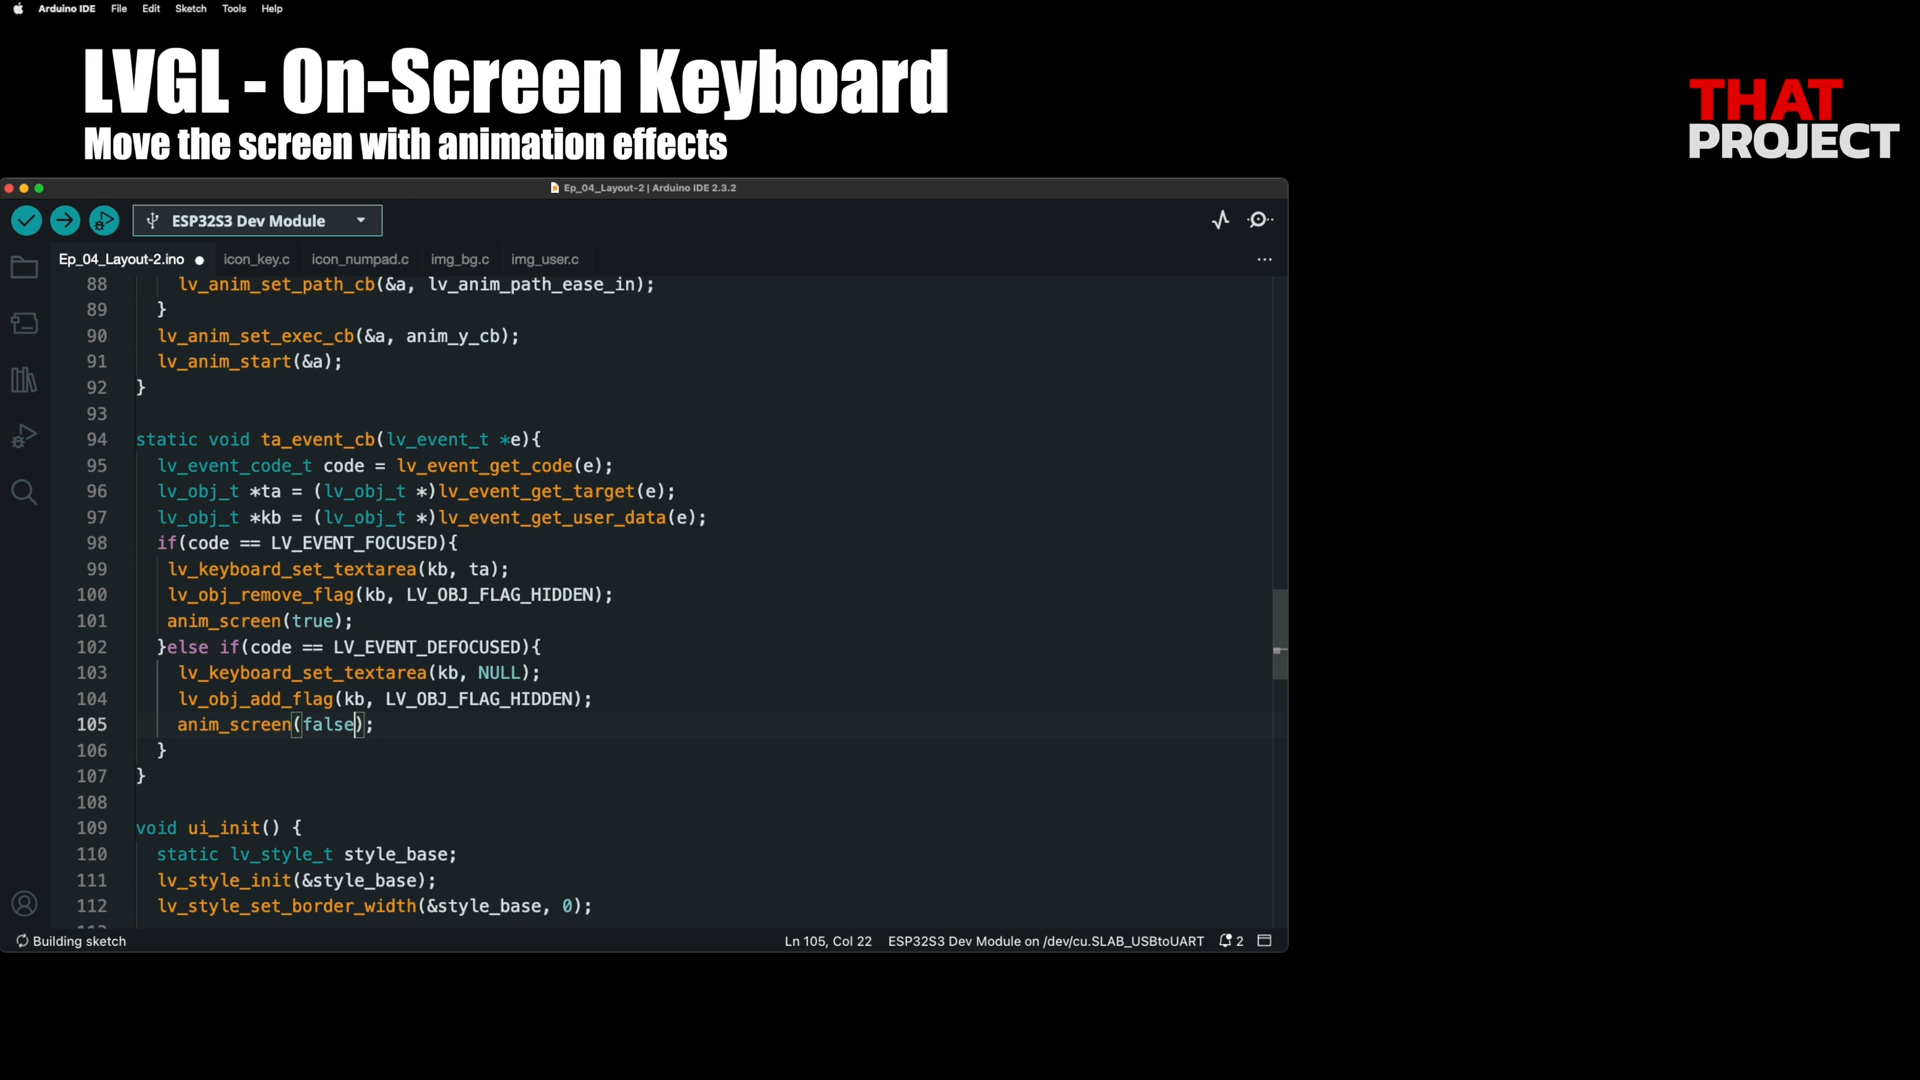 Arduino IDE File Edit Sketch Tools Help
LVGL - On-Screen Keyboard
Move the screen with animation effects
THAT
PROJECT
Ep_04_Layout-2 | Arduino IDE 2.3.2
ESP32S3 Dev Module
Ep_04_Layout-2.ino icon_key.c icon_numpad.c img_bg.c img_user.c
88 lv_anim_set_path_cb(&a, lv_anim_path_ease_in);
89 }
90 lv_anim_set_exec_cb(&a, anim_y_cb);
91 lv_anim_start(&a);
92 }
93
94 static void ta_event_cb(lv_event_t *e){
95 lv_event_code_t code = lv_event_get_code(e);
96 lv_obj_t *ta = (lv_obj_t *)lv_event_get_target(e);
97 lv_obj_t *kb = (lv_obj_t *)lv_event_get_user_data(e);
98 if(code == LV_EVENT_FOCUSED){
99 lv_keyboard_set_textarea(kb, ta);
100 lv_obj_remove_flag(kb, LV_OBJ_FLAG_HIDDEN);
101 anim_screen(true);
102 }else if(code == LV_EVENT_DEFOCUSED){
103 lv_keyboard_set_textarea(kb, NULL);
104 lv_obj_add_flag(kb, LV_OBJ_FLAG_HIDDEN);
105 anim_screen(false);
106 }
107 }
108
109 void ui_init() {
110 static lv_style_t style_base;
111 lv_style_init(&style_base);
112 lv_style_set_border_width(&style_base, 0);
Building sketch Ln 105, Col 22 ESP32S3 Dev Module on /dev/cu.SLAB_USBtoUART 2